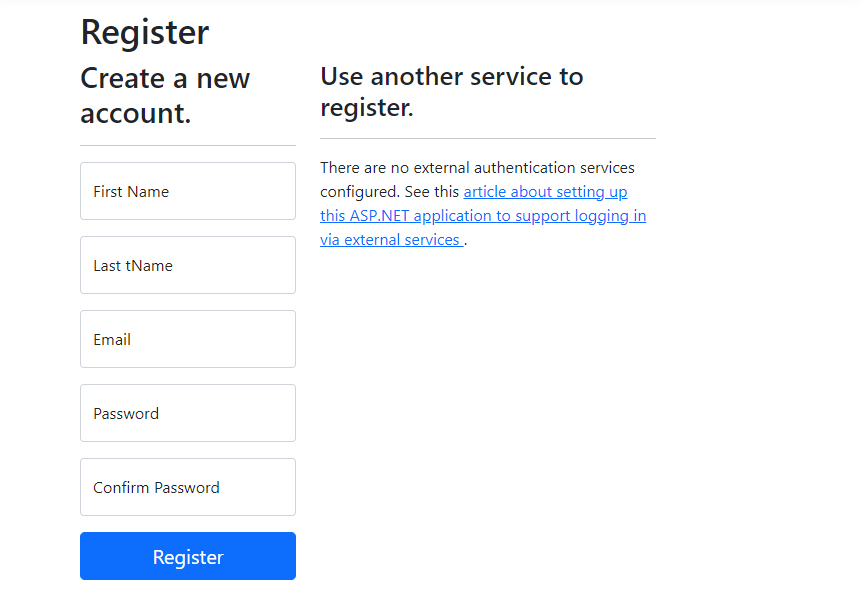 Register
Create a new
account.
First Name
Last tName
Email
Password
Confirm Password
Register
Use another service to
register.
There are no external authentication services
configured. See this article about setting up
this ASP.NET application to support logging in
via external services .